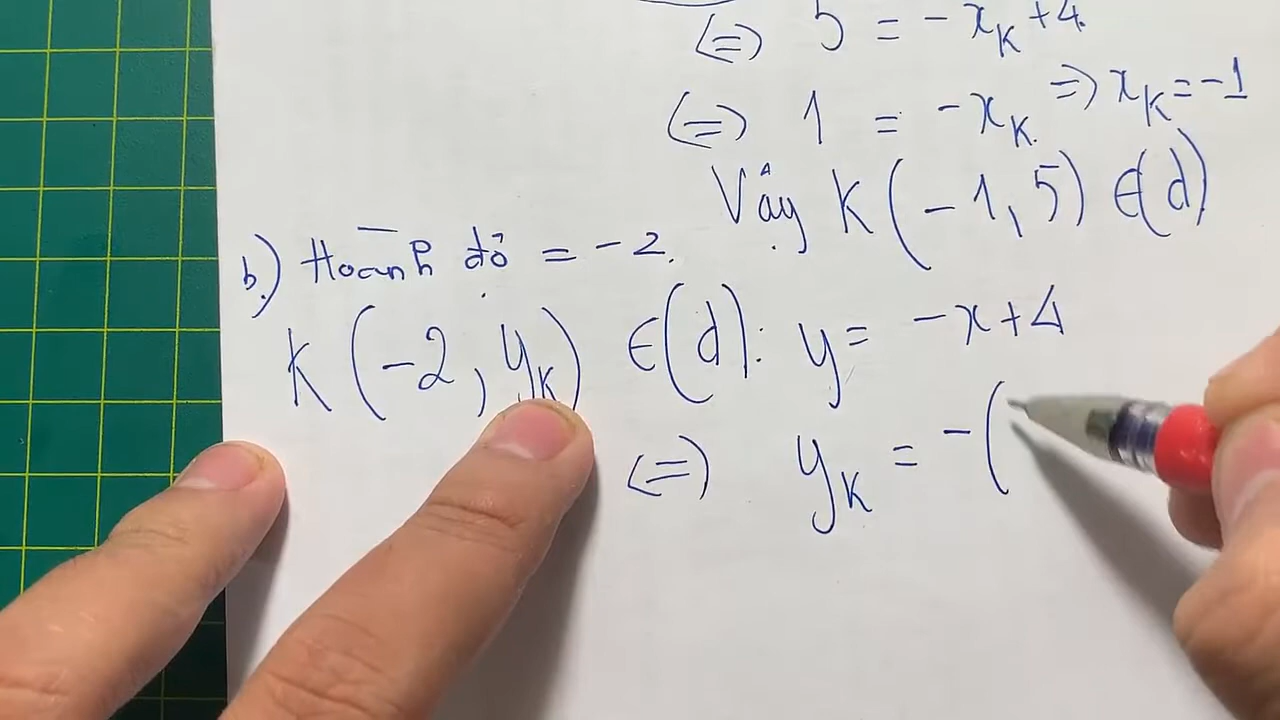 (=) 5 = -x_K + 4
(=) 1 = -x_K => x_K = -1
Vậy K(-1, 5) ∈ (d)
b) Hoành độ = -2.
K(-2, y_K) ∈ (d): y = -x + 4
(=) y_K = -(